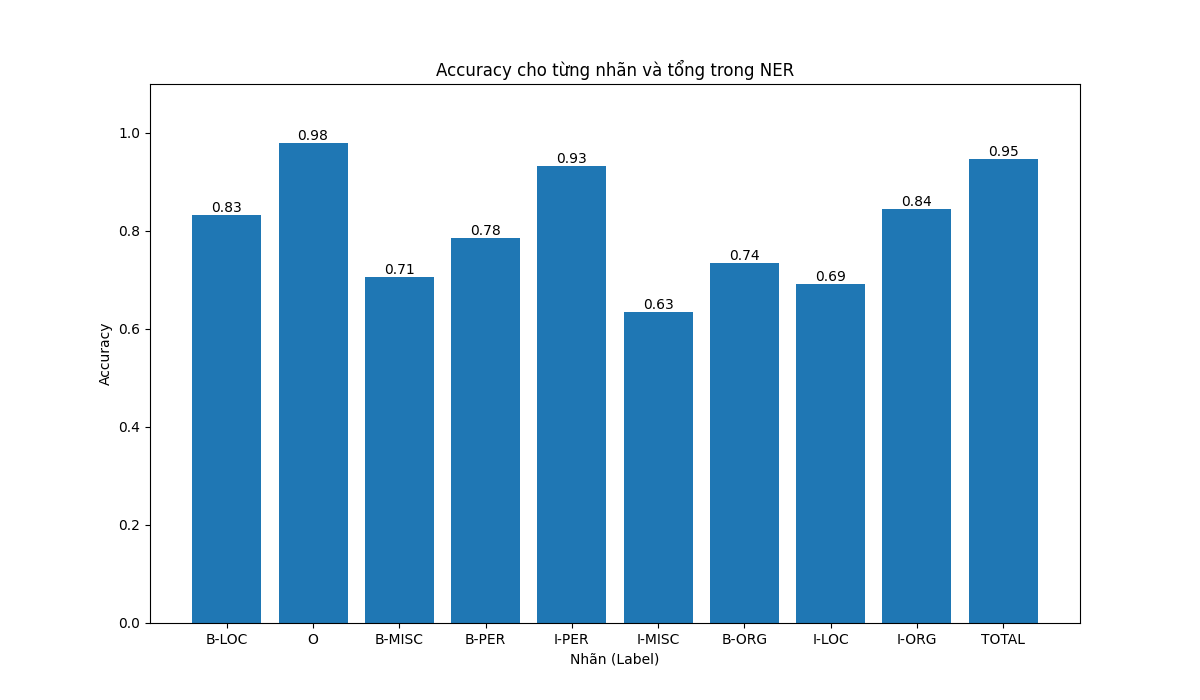 Accuracy cho từng nhãn và tổng trong NER
1.0
0.8
0.6
0.4
0.2
0.0
Accuracy
0.83
0.98
0.71
0.78
0.93
0.63
0.74
0.69
0.84
0.95
B-LOC
O
B-MISC
B-PER
I-PER
I-MISC
B-ORG
I-LOC
I-ORG
TOTAL
Nhãn (Label)